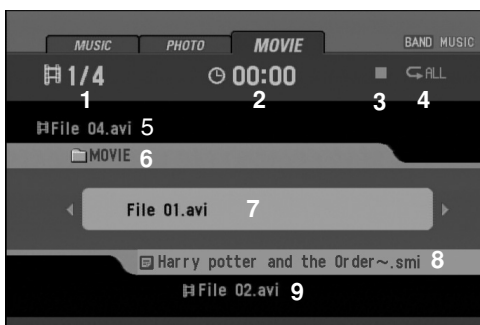 MUSIC PHOTO MOVIE BAND MUSIC
1/4 00:00 ALL
1 2 3 4
File 04.avi 5
MOVIE 6
File 01.avi 7
Harry potter and the Order~.smi 8
File 02.avi 9